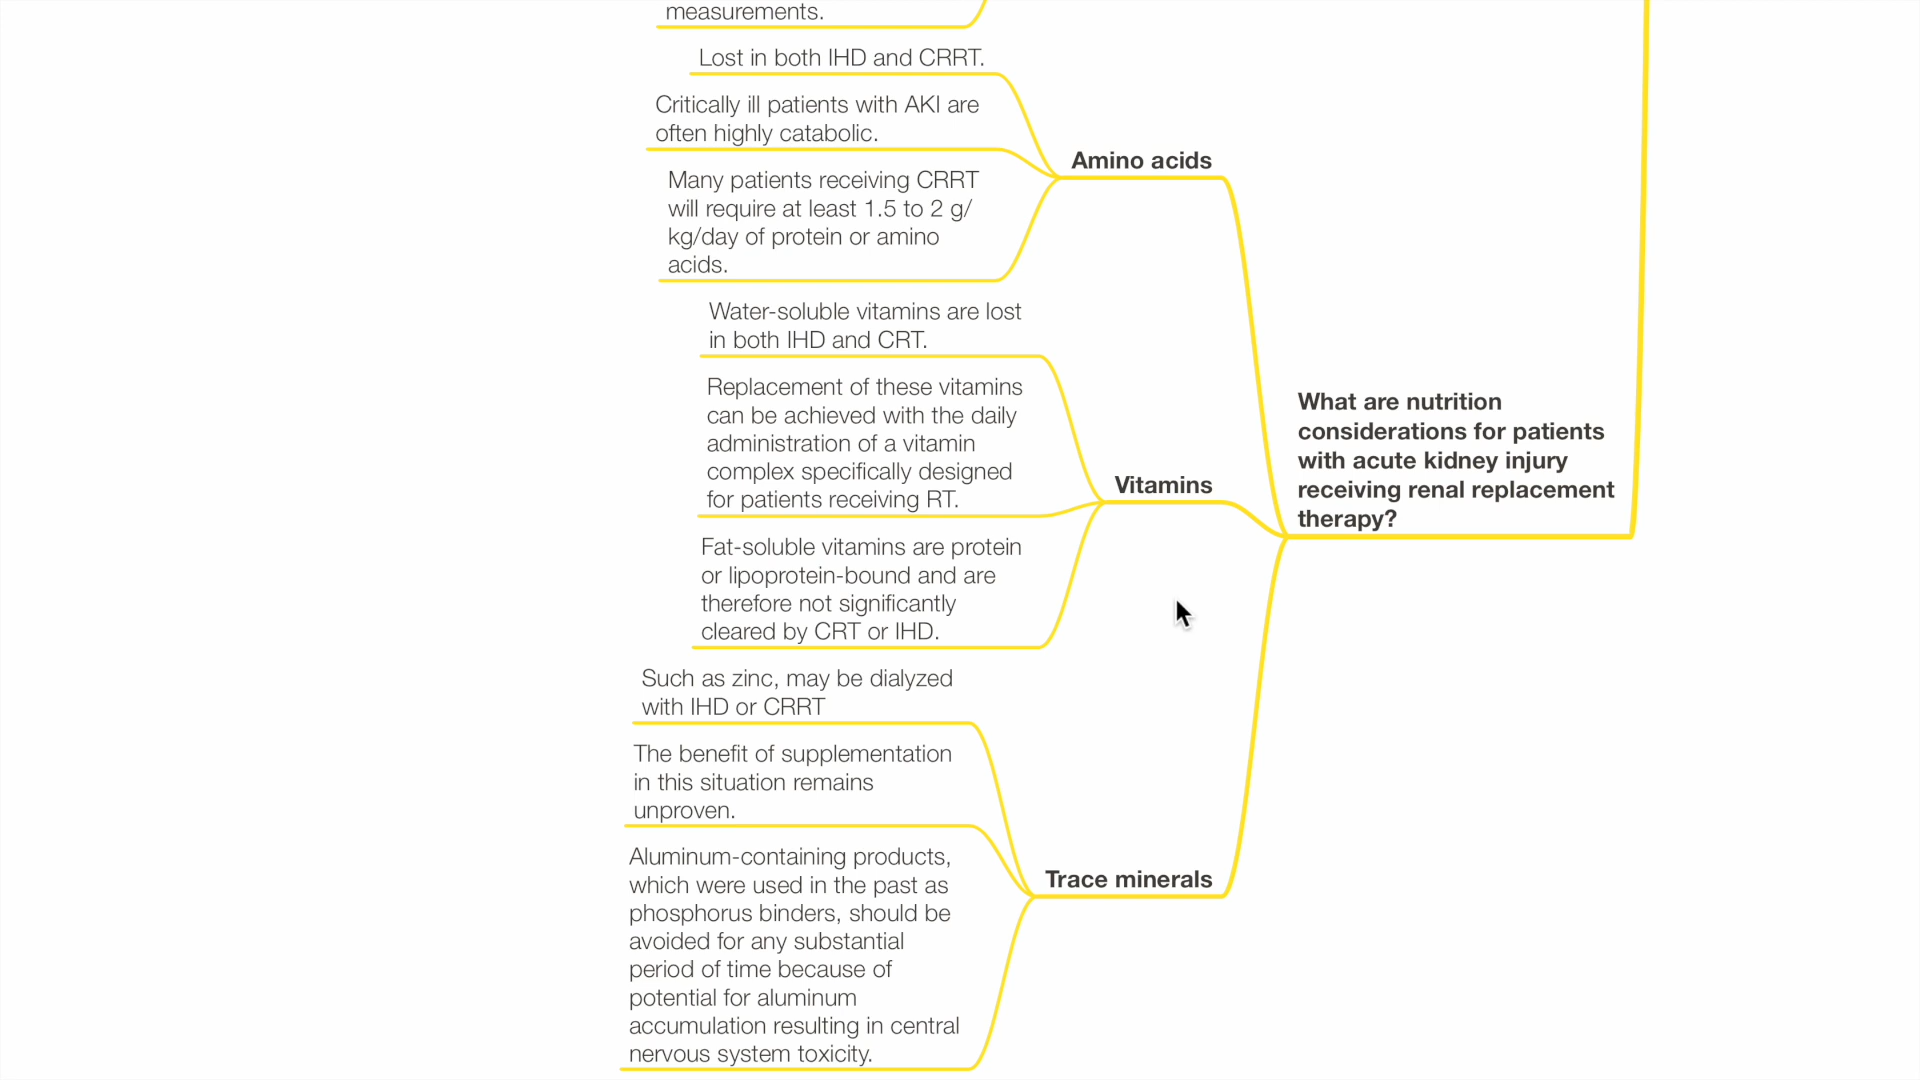 measurements.
Lost in both IHD and CRRT.
Critically ill patients with AKI are
often highly catabolic.
Many patients receiving CRRT
will require at least 1.5 to 2 g/
kg/day of protein or amino
acids.
Amino acids
Water-soluble vitamins are lost
in both IHD and CRT.
Replacement of these vitamins
can be achieved with the daily
administration of a vitamin
complex specifically designed
for patients receiving RT.
Fat-soluble vitamins are protein
or lipoprotein-bound and are
therefore not significantly
cleared by CRT or IHD.
Vitamins
Such as zinc, may be dialyzed
with IHD or CRRT
The benefit of supplementation
in this situation remains
unproven.
Aluminum-containing products,
which were used in the past as
phosphorus binders, should be
avoided for any substantial
period of time because of
potential for aluminum
accumulation resulting in central
nervous system toxicity.
Trace minerals
What are nutrition
considerations for patients
with acute kidney injury
receiving renal replacement
therapy?